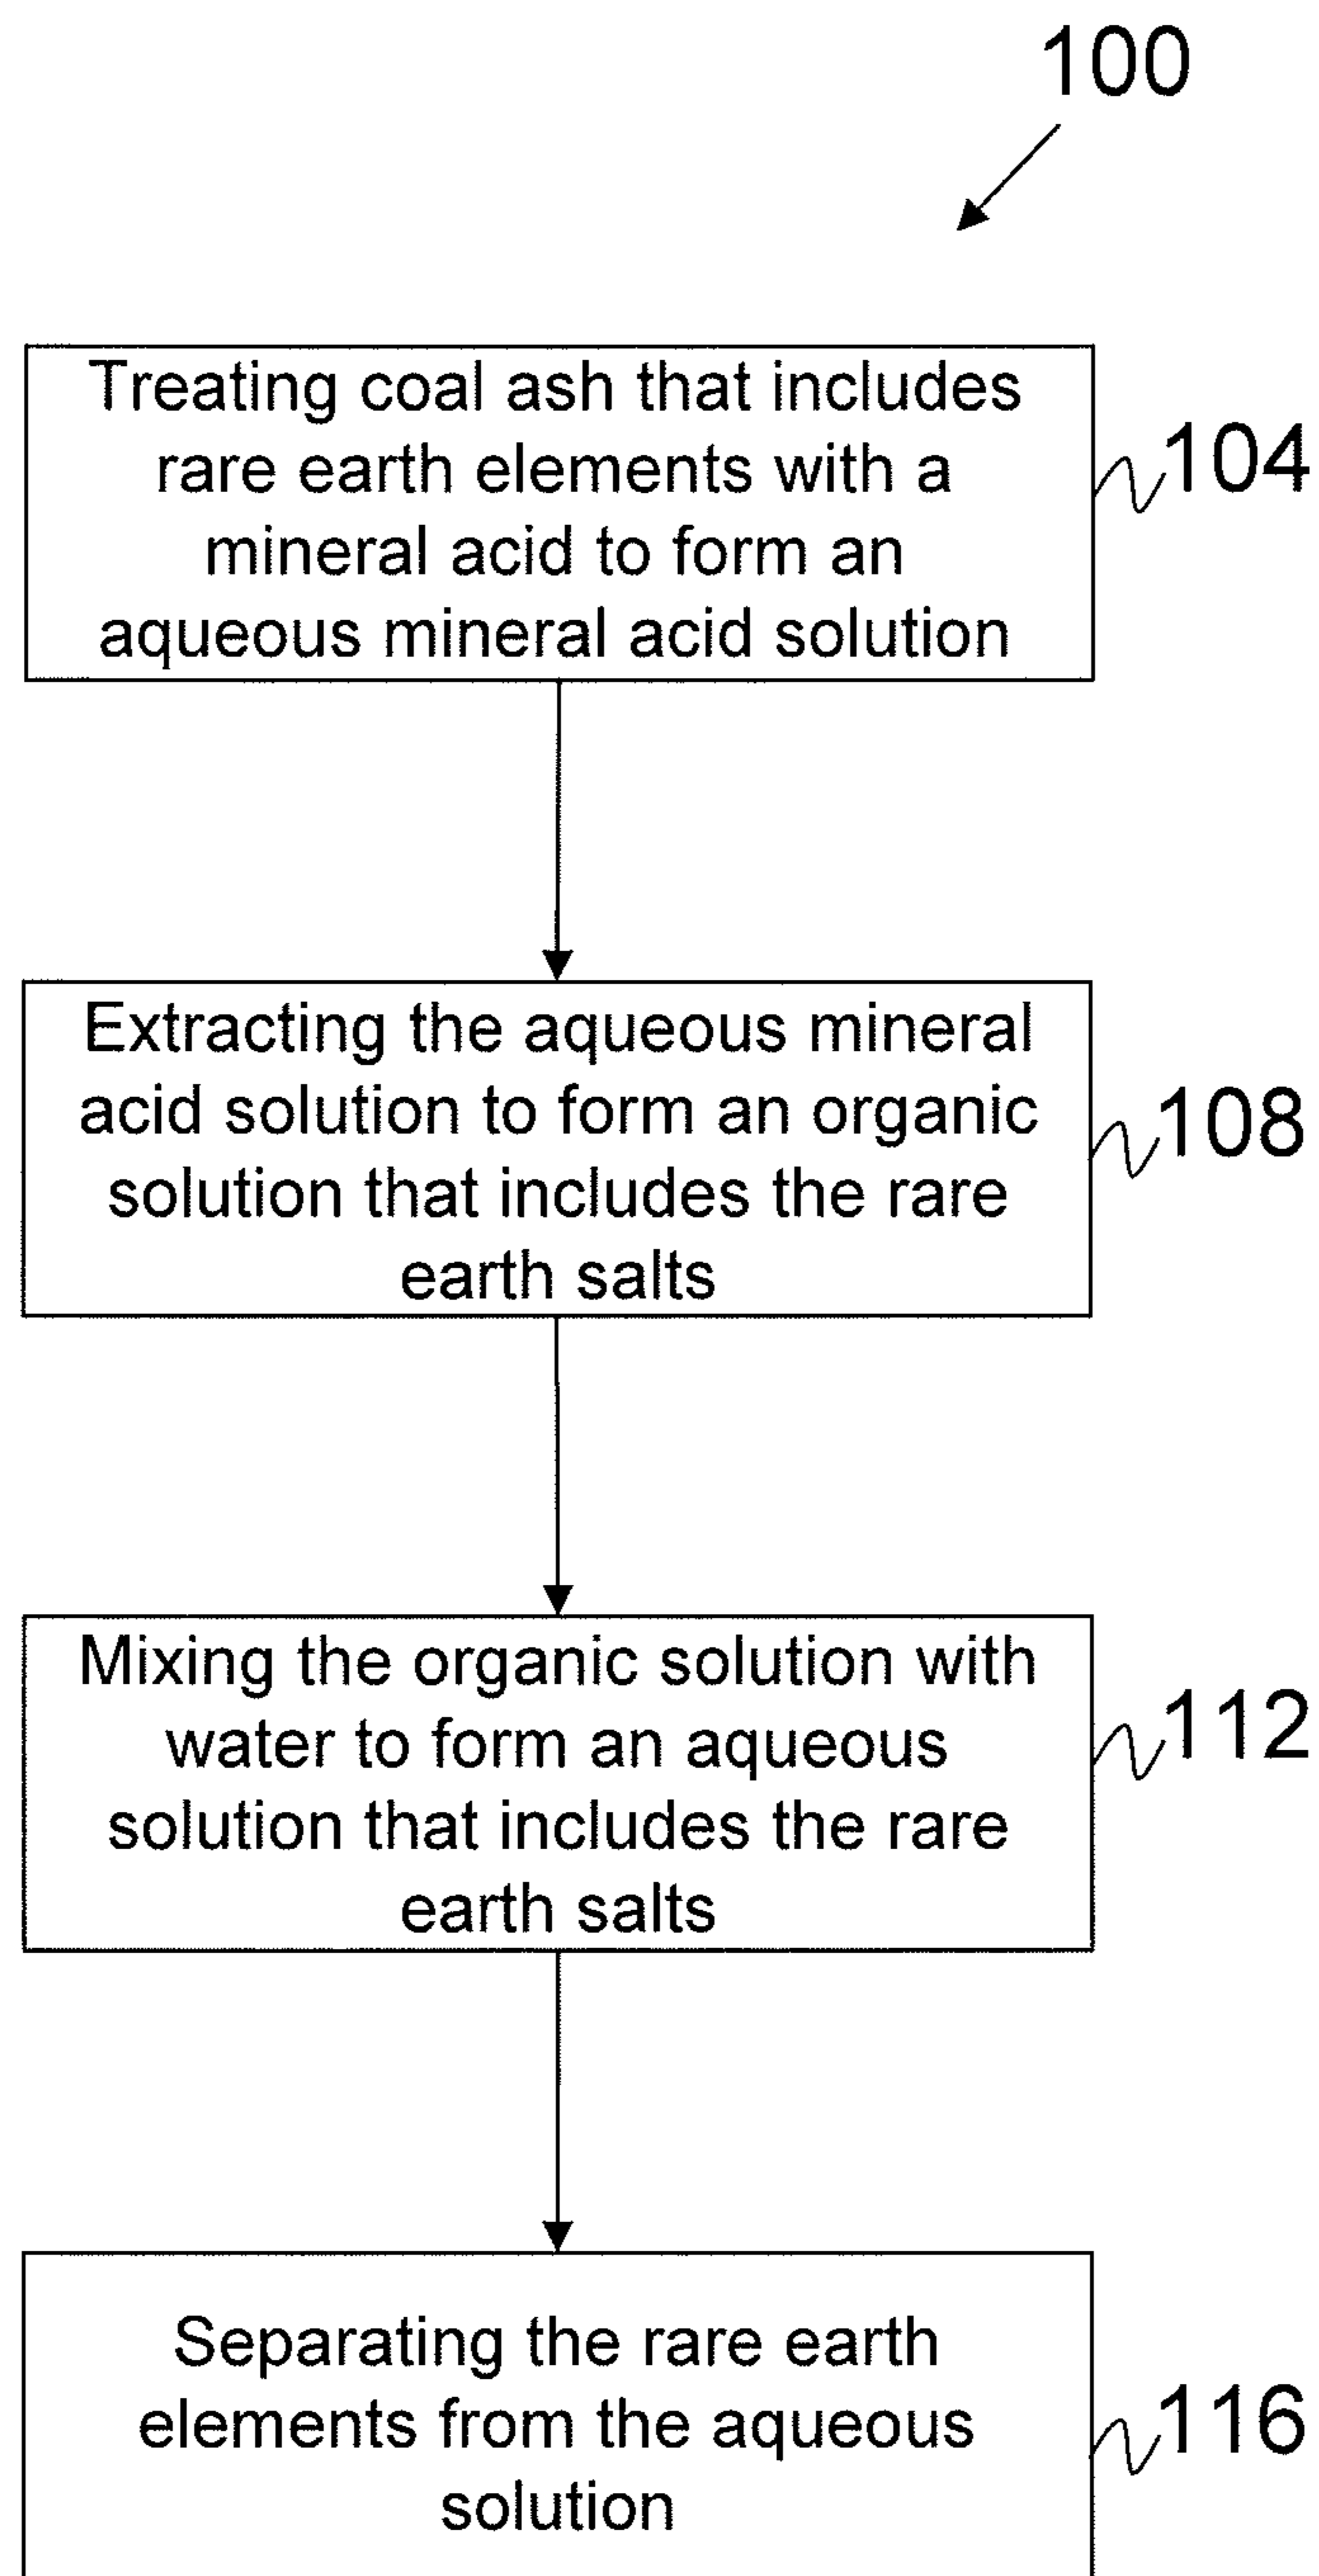 100
Treating coal ash that includes
rare earth elements with a
mineral acid to form an
aqueous mineral acid solution
104
Extracting the aqueous mineral
acid solution to form an organic
solution that includes the rare
earth salts
108
Mixing the organic solution with
water to form an aqueous
solution that includes the rare
earth salts
112
Separating the rare earth
elements from the aqueous
solution
116